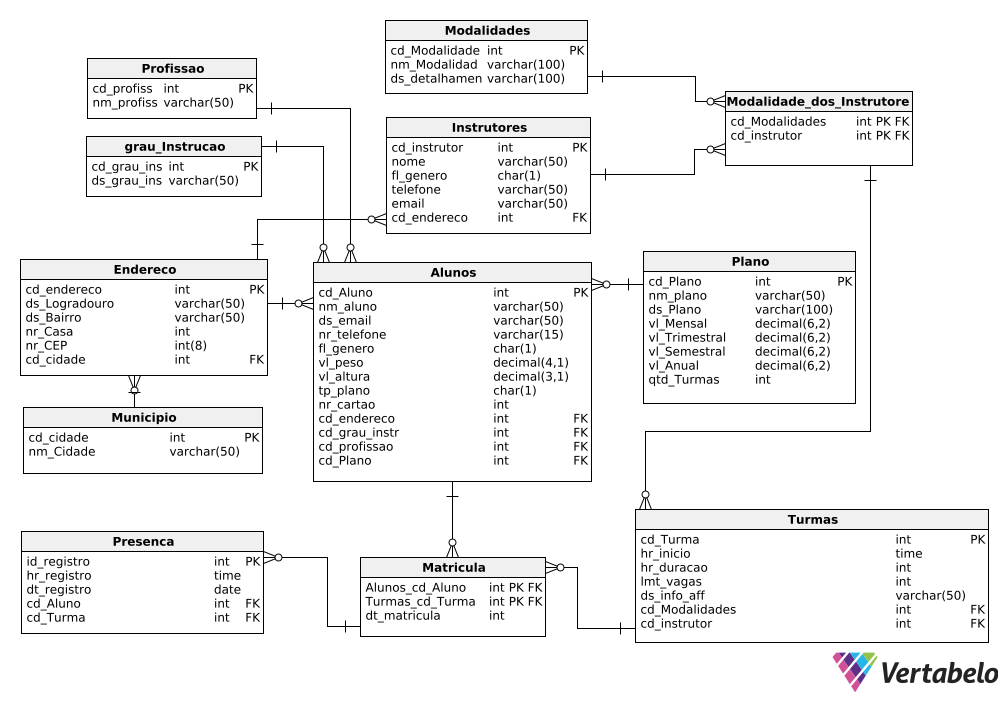 Modalidades
cd_Modalidade int PK
nm_Modalidad varchar(100)
ds_detalhamen varchar(100)
Profissao
cd_profiss int PK
nm_profiss varchar(50)
Modalidade_dos_Instrutore
cd_Modalidades int PK FK
cd_instrutor int PK FK
Instrutores
cd_instrutor int PK
nome varchar(50)
fl_genero char(1)
telefone varchar(50)
email varchar(50)
cd_endereco int FK
grau_Instrucao
cd_grau_ins int PK
ds_grau_ins varchar(50)
Endereco
cd_endereco int PK
ds_Logradouro varchar(50)
ds_Bairro varchar(50)
nr_Casa int
nr_CEP int(8)
cd_cidade int FK
Alunos
cd_Aluno int PK
nm_aluno varchar(50)
ds_email varchar(50)
nr_telefone varchar(15)
fl_genero char(1)
vl_peso decimal(4,1)
vl_altura decimal(3,1)
tp_plano char(1)
nr_cartao int
cd_endereco int FK
cd_grau_instr int FK
cd_profissao int FK
cd_Plano int FK
Plano
cd_Plano int PK
nm_plano varchar(50)
ds_Plano varchar(100)
vl_Mensal decimal(6,2)
vl_Trimestral decimal(6,2)
vl_Semestral decimal(6,2)
vl_Anual decimal(6,2)
qtd_Turmas int
Municipio
cd_cidade int PK
nm_Cidade varchar(50)
Presenca
id_registro int PK
hr_registro time
dt_registro date
cd_Aluno int FK
cd_Turma int FK
Matricula
Alunos_cd_Aluno int PK FK
Turmas_cd_Turma int PK FK
dt_matricula int
Turmas
cd_Turma int PK
hr_inicio time
hr_duracao int
lmt_vagas int
ds_info_aff varchar(50)
cd_Modalidades int FK
cd_instrutor int FK
Vertabelo